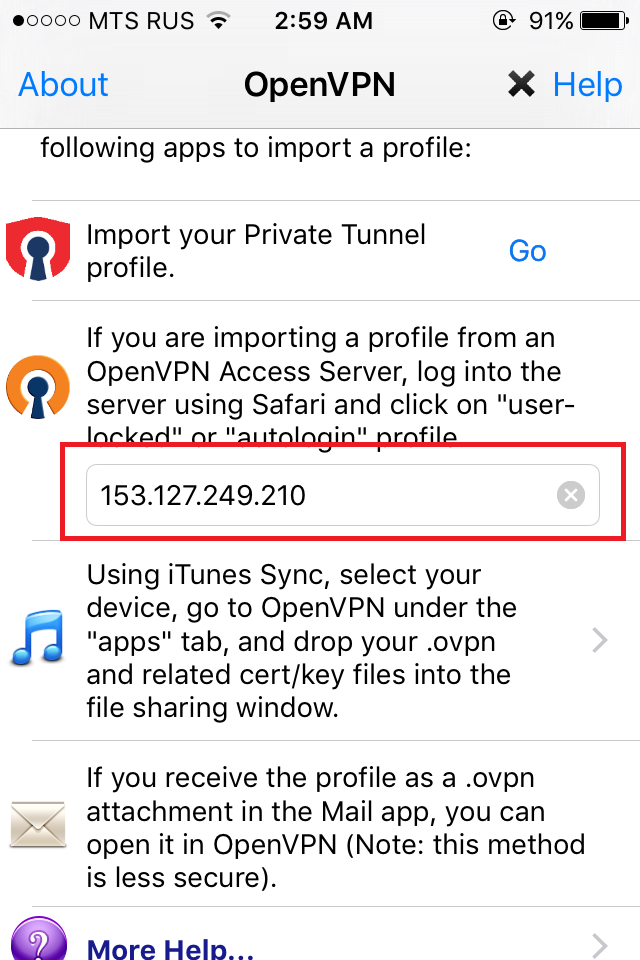 MTS RUS 2:59 AM 91%
About OpenVPN Help
following apps to import a profile:
Import your Private Tunnel
profile.
Go
If you are importing a profile from an
OpenVPN Access Server, log into the
server using Safari and click on "user-
locked" or "autologin" profile
153.127.249.210
Using iTunes Sync, select your
device, go to OpenVPN under the
"apps" tab, and drop your .ovpn
and related cert/key files into the
file sharing window.
If you receive the profile as a .ovpn
attachment in the Mail app, you can
open it in OpenVPN (Note: this method
is less secure).
More Help...